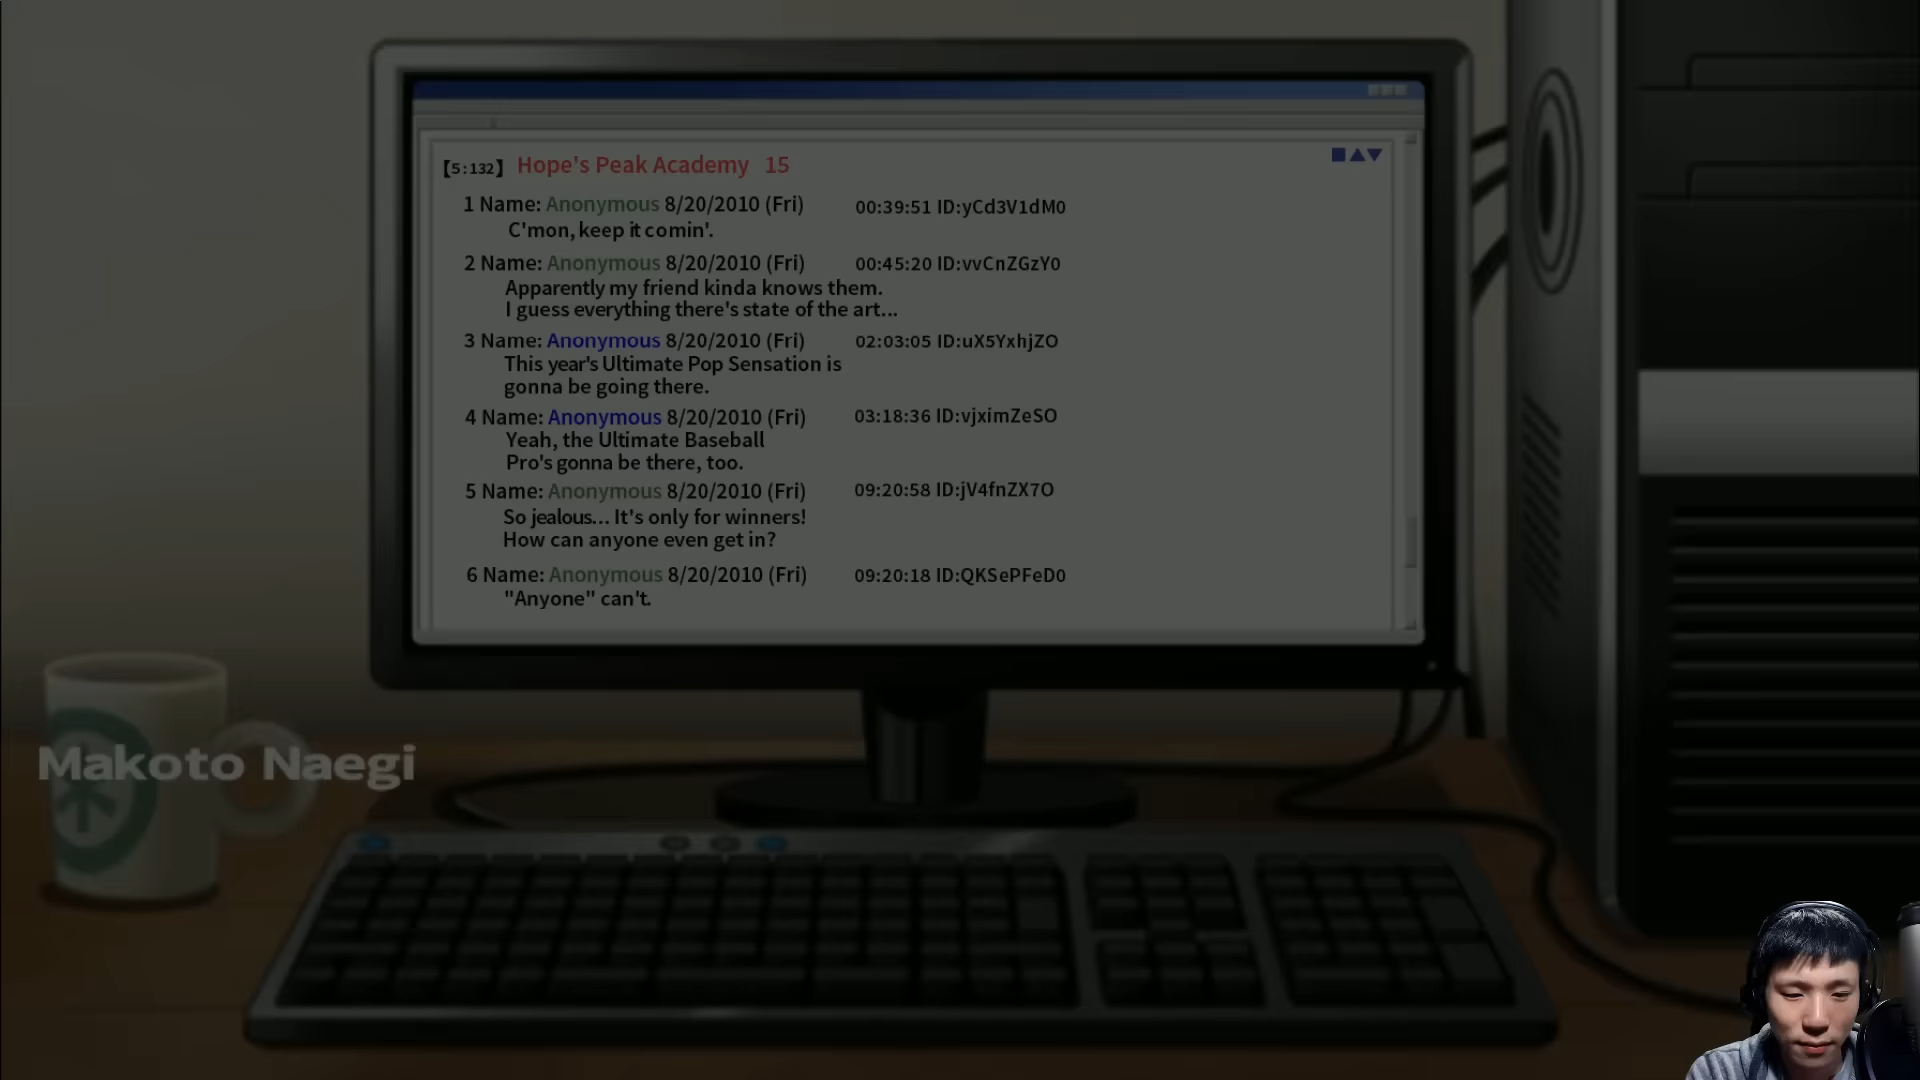 【5:132】 Hope's Peak Academy 15
1 Name: Anonymous 8/20/2010 (Fri) 00:39:51 ID:yCd3V1dM0
C'mon, keep it comin'.
2 Name: Anonymous 8/20/2010 (Fri) 00:45:20 ID:vvCnZGzY0
Apparently my friend kinda knows them.
I guess everything there's state of the art...
3 Name: Anonymous 8/20/2010 (Fri) 02:03:05 ID:uX5YxhjZO
This year's Ultimate Pop Sensation is
gonna be going there.
4 Name: Anonymous 8/20/2010 (Fri) 03:18:36 ID:vjximZeSO
Yeah, the Ultimate Baseball
Pro's gonna be there, too.
5 Name: Anonymous 8/20/2010 (Fri) 09:20:58 ID:jV4fnZX7O
So jealous... It's only for winners!
How can anyone even get in?
6 Name: Anonymous 8/20/2010 (Fri) 09:20:18 ID:QKSePFeD0
"Anyone" can't.
Makoto Naegi